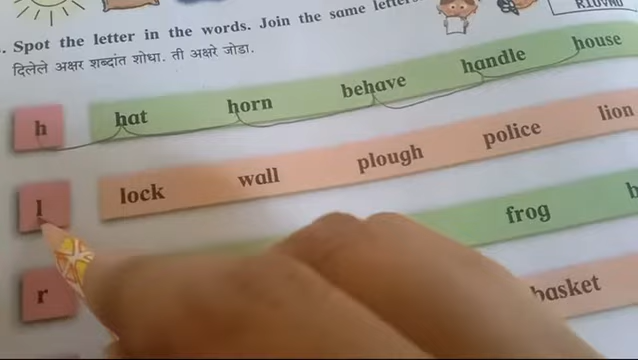 Spot the letter in the words. Join the same
दिलेले अक्षर शब्दांत शोधा. ती अक्षरे जोडा.
h hat horn behave handle house
l lock wall plough police lion
r frog
basket